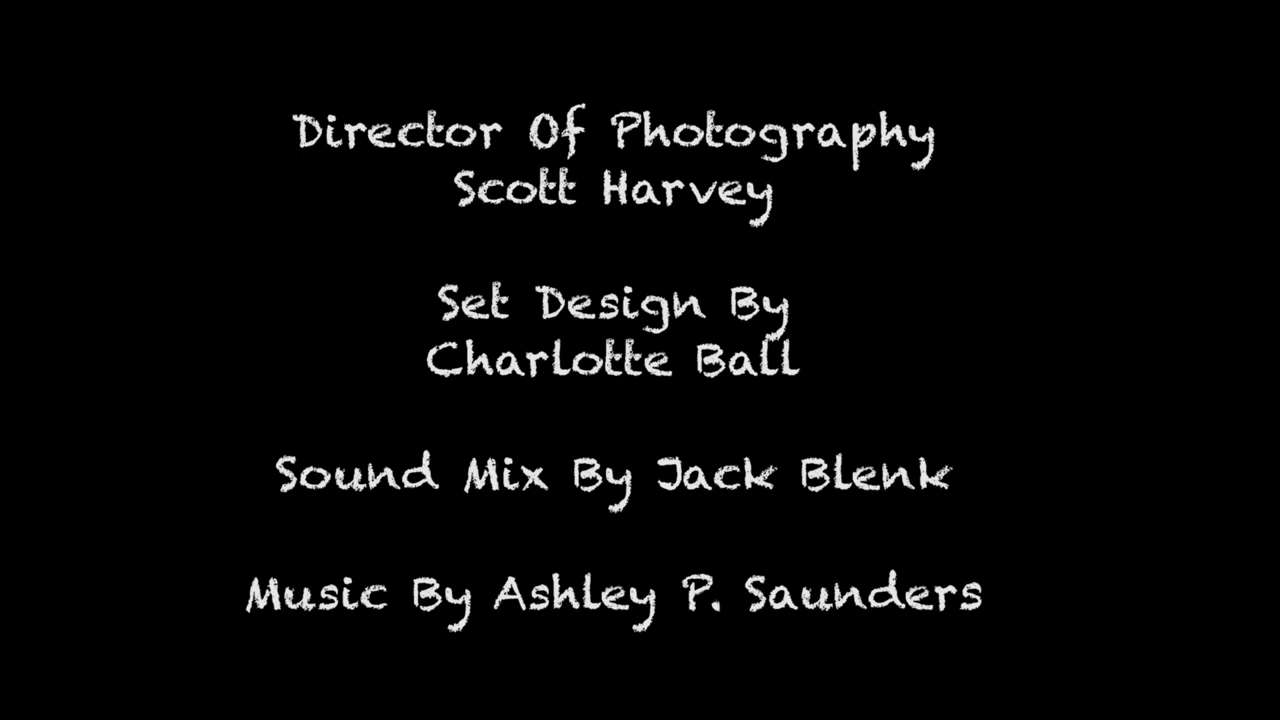 Director Of Photography
Scott Harvey
Set Design By
Charlotte Ball
Sound Mix By Jack Blenk
Music By Ashley P. Saunders